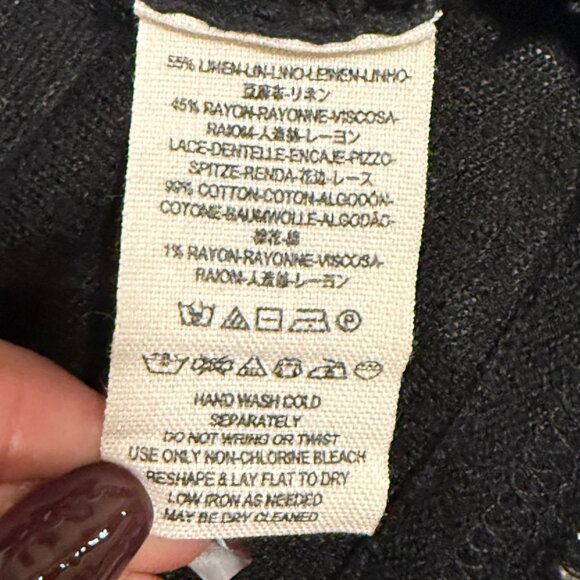 55% LINEN-LIN-LINO-LEINEN-LINHO-
亚麻布-リネン
45% RAYON-RAYONNE-VISCOSA-
RAIOM-人造絲-レーヨン
LACE-DENTELLE-ENCAJE-PIZZO-
SPITZE-RENDA-花边-レース
99% COTTON-COTON-ALGODÓN-
COTONE-BAUMWOLLE-ALGODÃO-
棉花-綿
1% RAYON-RAYONNE-VISCOSA-
RAIOM-人造絲-レーヨン
HAND WASH COLD
SEPARATELY
DO NOT WRING OR TWIST
USE ONLY NON-CHLORINE BLEACH
RESHAPE & LAY FLAT TO DRY
LOW IRON AS NEEDED
MAY BE DRY CLEANED